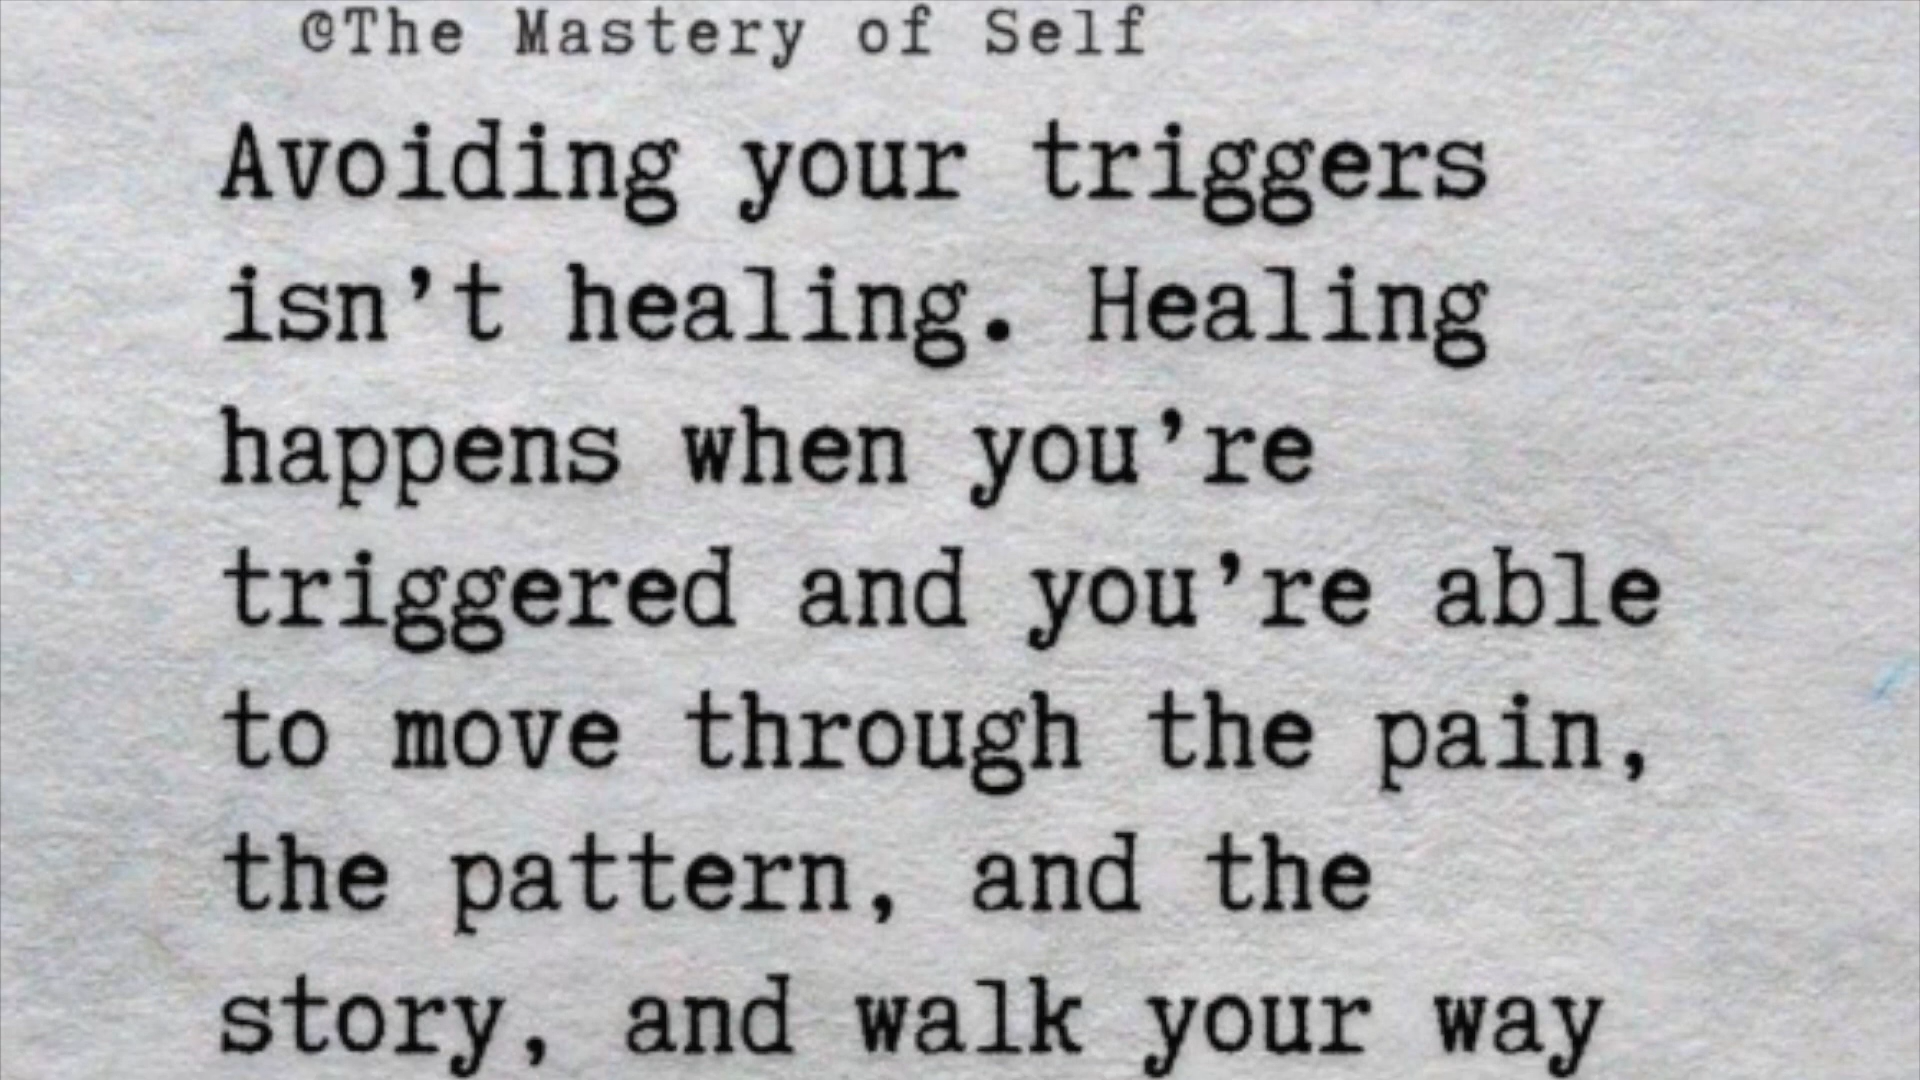 @The Mastery of Self
Avoiding your triggers
isn’t healing. Healing
happens when you’re
triggered and you’re able
to move through the pain,
the pattern, and the
story, and walk your way